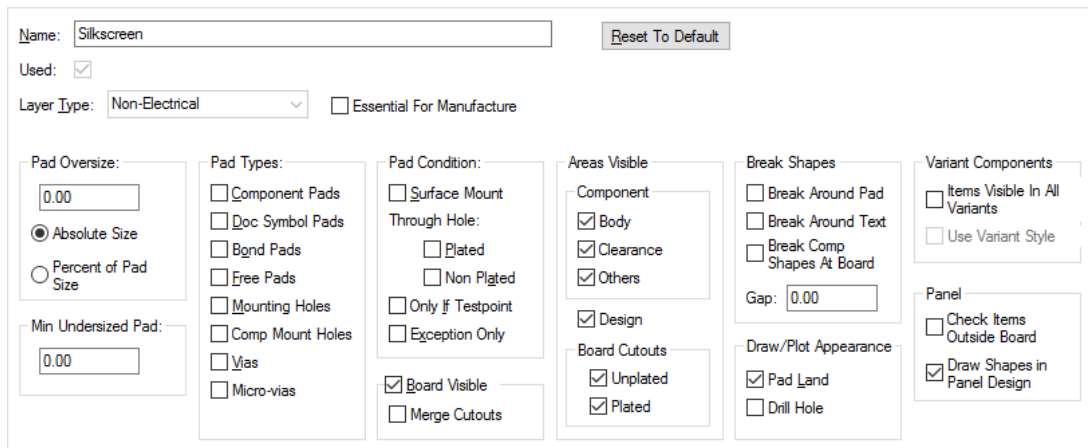 Name: Silkscreen
Reset To Default
Used:
Layer Type: Non-Electrical
Essential For Manufacture
Pad Oversize:
0.00
Absolute Size
Percent of Pad
Size
Min Undersized Pad:
0.00
Pad Types:
Component Pads
Doc Symbol Pads
Bond Pads
Free Pads
Mounting Holes
Comp Mount Holes
Vias
Micro-vias
Pad Condition:
Surface Mount
Through Hole:
Plated
Non Plated
Only If Testpoint
Exception Only
Board Visible
Merge Cutouts
Areas Visible
Component
Body
Clearance
Others
Design
Board Cutouts
Unplated
Plated
Break Shapes
Break Around Pad
Break Around Text
Break Comp
Shapes At Board
Gap: 0.00
Draw/Plot Appearance
Pad Land
Drill Hole
Variant Components
Items Visible In All
Variants
Use Variant Style
Panel
Check Items
Outside Board
Draw Shapes in
Panel Design